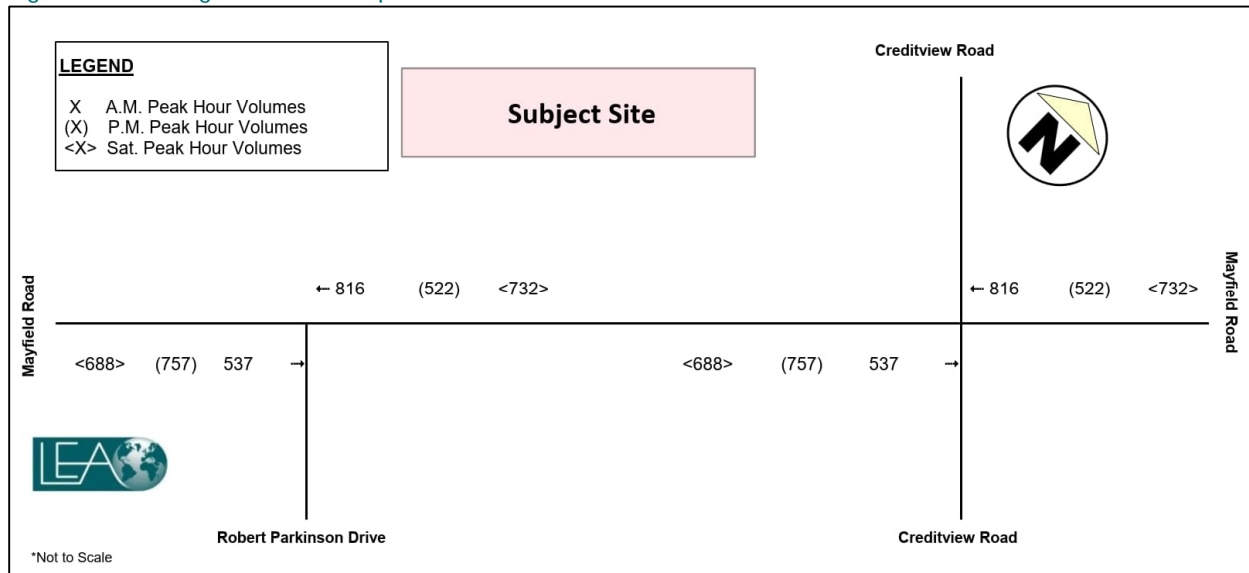 LEGEND
X A.M. Peak Hour Volumes
(X) P.M. Peak Hour Volumes
<X> Sat. Peak Hour Volumes
Subject Site
Creditview Road
N
Mayfield Road
← 816 (522) <732>
← 816 (522) <732>
Mayfield Road
<688> (757) 537 →
<688> (757) 537 →
LEA
Robert Parkinson Drive
Creditview Road
*Not to Scale